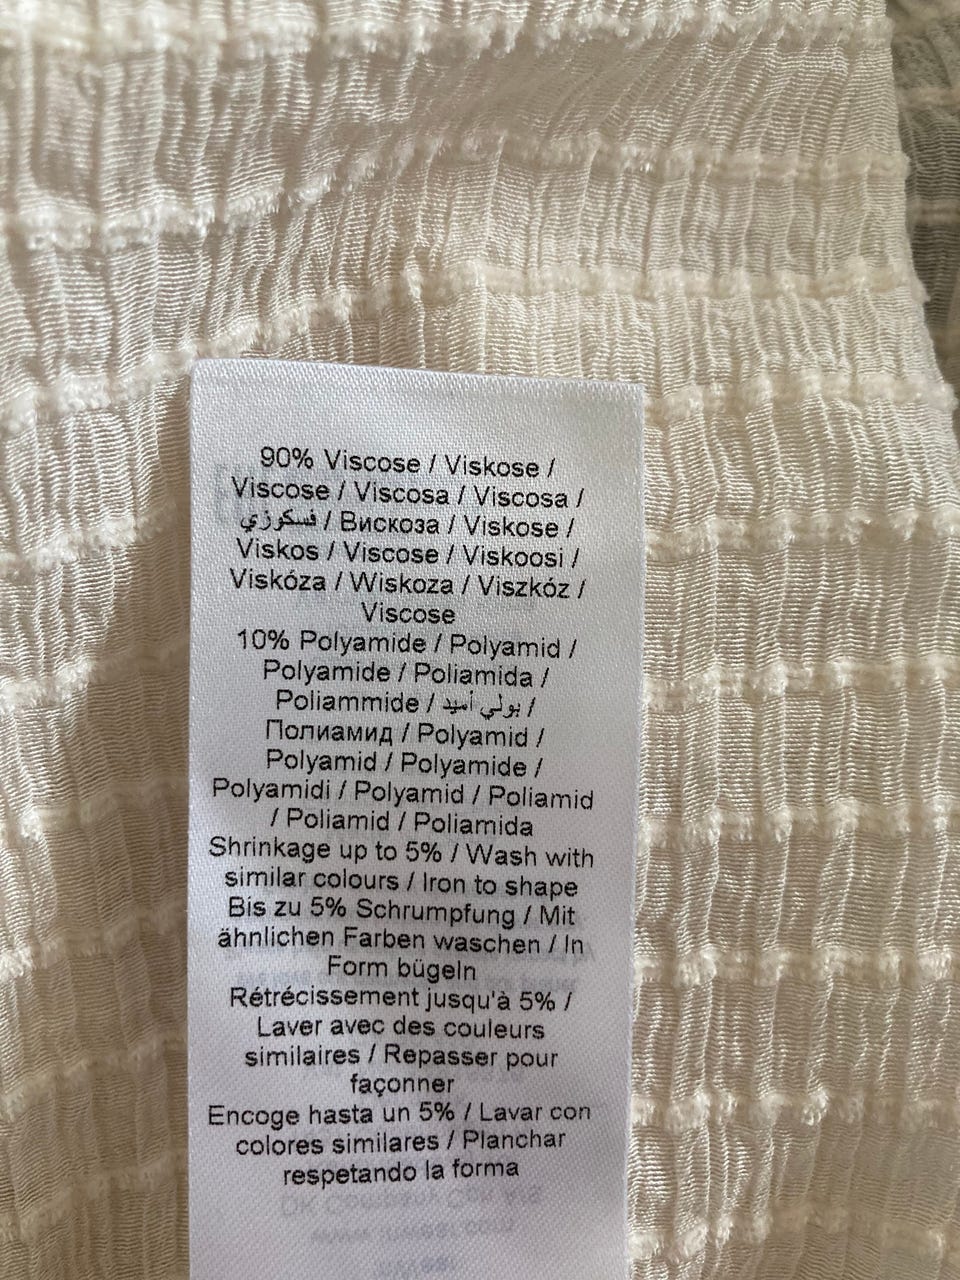 90% Viscose / Viskose /
Viscose / Viscosa / Viscosa /
فسكوزي / Вискоза / Viskose /
Viskos / Viscose / Viskoosi /
Viskóza / Wiskoza / Viszkóz /
Viscose
10% Polyamide / Polyamid /
Polyamide / Poliamida /
Poliammide / بولي أميد /
Полиамид / Polyamid /
Polyamid / Polyamide /
Polyamidi / Polyamid / Poliamid
/ Poliamid / Poliamida
Shrinkage up to 5% / Wash with
similar colours / Iron to shape
Bis zu 5% Schrumpfung / Mit
ähnlichen Farben waschen / In
Form bügeln
Rétrécissement jusqu'à 5% /
Laver avec des couleurs
similaires / Repasser pour
façonner
Encoge hasta un 5% / Lavar con
colores similares / Planchar
respetando la forma